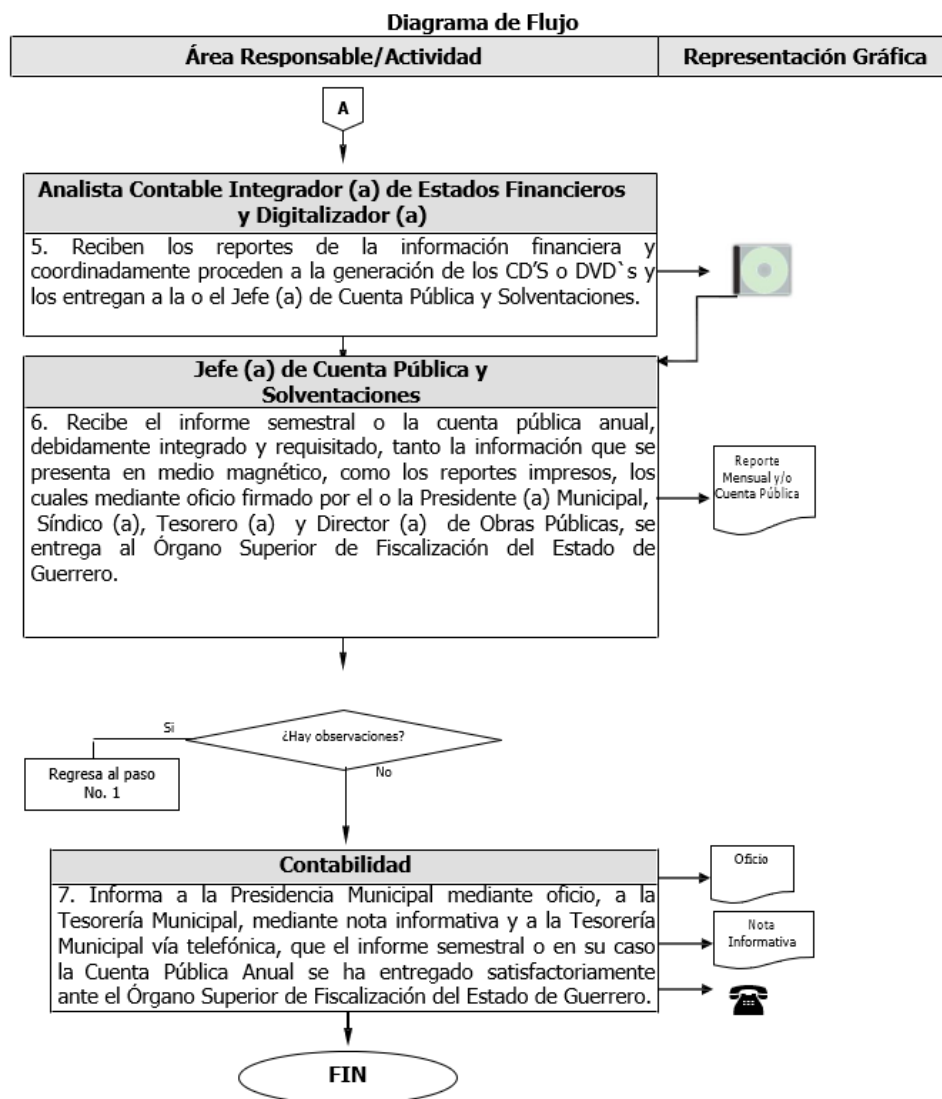 Diagrama de Flujo
Área Responsable/Actividad
Representación Gráfica
A
Analista Contable Integrador (a) de Estados Financieros
y Digitalizador (a)
5. Reciben los reportes de la información financiera y
coordinadamente proceden a la generación de los CD'S o DVD`s y
los entregan a la o el Jefe (a) de Cuenta Pública y Solventaciones.
Jefe (a) de Cuenta Pública y
Solventaciones
6. Recibe el informe semestral o la cuenta pública anual,
debidamente integrado y requisitado, tanto la información que se
presenta en medio magnético, como los reportes impresos, los
cuales mediante oficio firmado por el o la Presidente (a) Municipal,
Síndico (a), Tesorero (a) y Director (a) de Obras Públicas, se
entrega al Órgano Superior de Fiscalización del Estado de
Guerrero.
Reporte
Mensual y/o
Cuenta Pública
Si
¿Hay observaciones?
Regresa al paso
No. 1
No
Contabilidad
7. Informa a la Presidencia Municipal mediante oficio, a la
Tesorería Municipal, mediante nota informativa y a la Tesorería
Municipal vía telefónica, que el informe semestral o en su caso
la Cuenta Pública Anual se ha entregado satisfactoriamente
ante el Órgano Superior de Fiscalización del Estado de Guerrero.
Oficio
Nota
Informativa
FIN